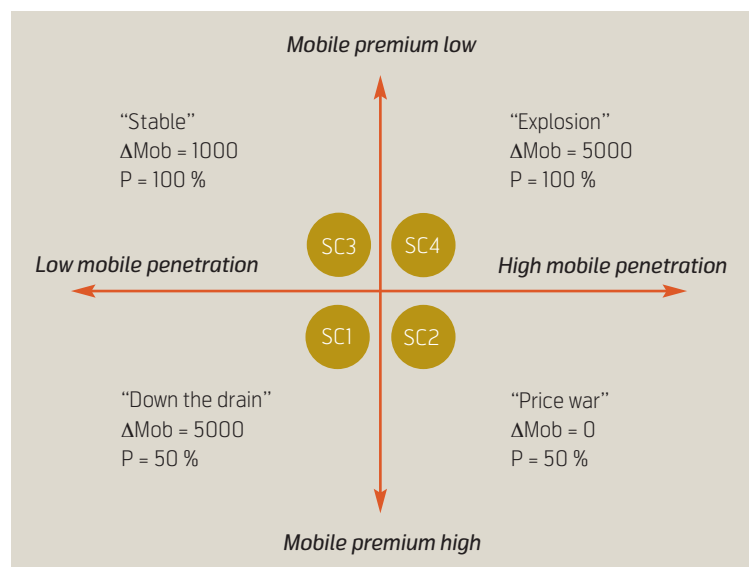 Mobile premium low
“Stable”
ΔMob = 1000
P = 100 %
“Explosion”
ΔMob = 5000
P = 100 %
SC3
SC4
Low mobile penetration
High mobile penetration
SC1
SC2
“Down the drain”
ΔMob = 5000
P = 50 %
“Price war”
ΔMob = 0
P = 50 %
Mobile premium high